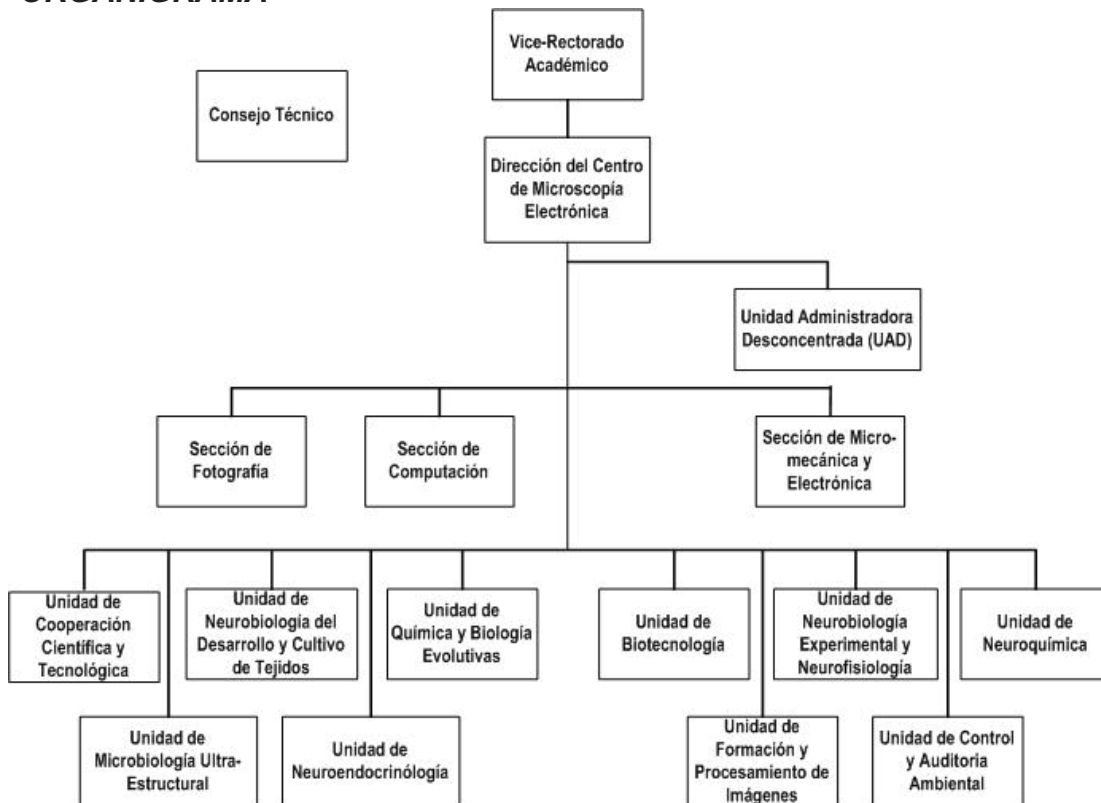 ORGANIGRAMA
Vice-Rectorado
Académico
Consejo Técnico
Dirección del Centro
de Microscopía
Electrónica
Unidad Administradora
Desconcentrada (UAD)
Sección de
Fotografía
Sección de
Computación
Sección de Micro-
mecánica y
Electrónica
Unidad de
Cooperación
Científica y
Tecnológica
Unidad de
Neurobiología del
Desarrollo y Cultivo
de Tejidos
Unidad de
Química y Biología
Evolutivas
Unidad de
Biotecnología
Unidad de
Neurobiología
Experimental y
Neurofisiología
Unidad de
Neuroquímica
Unidad de
Microbiología Ultra-
Estructural
Unidad de
Neuroendocrinólogía
Unidad de
Formación y
Procesamiento de
Imágenes
Unidad de Control
y Auditoria
Ambiental